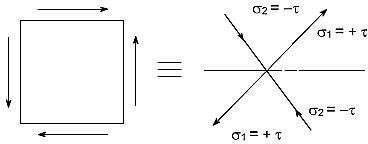 σ₂ = –τ
σ₁ = + τ
σ₂ = –τ
σ₁ = + τ